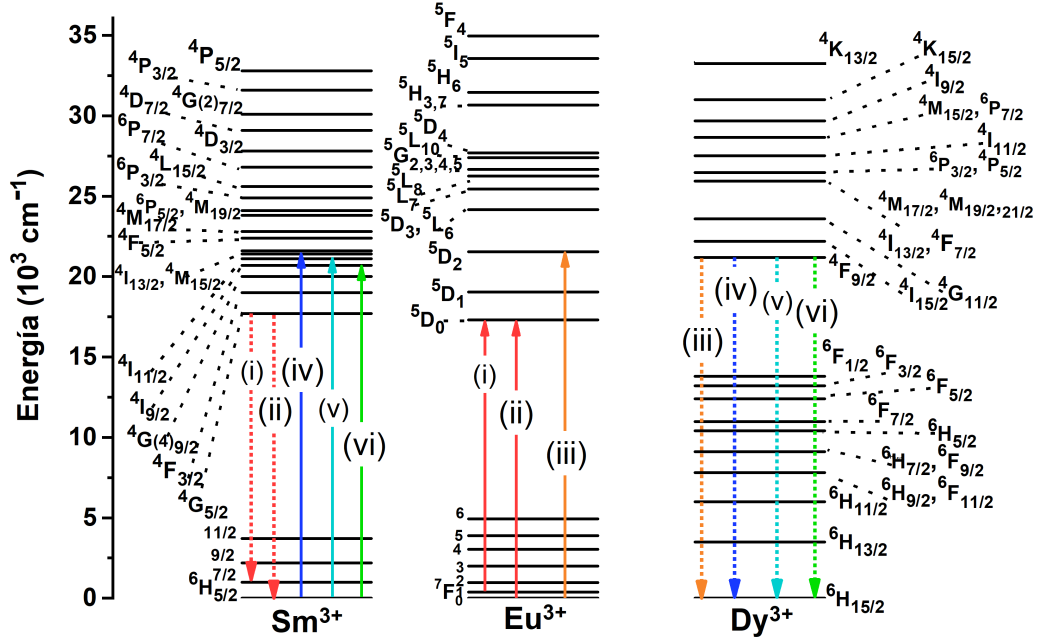 Energia (10³ cm⁻¹)
35
30
25
20
15
10
5
0
⁴P₅/₂
⁴P₃/₂
⁴D₇/₂ ⁴G(2)₇/₂
⁶P₇/₂ ⁴D₃/₂
⁴L₁₅/₂
⁶P₃/₂
⁶P₅/₂, ⁴M₁₉/₂
⁴M₁₇/₂
⁴F₅/₂
⁴I₁₃/₂, ⁴M₁₅/₂
⁴I₁₁/₂
⁴I₉/₂
⁴G(4)₉/₂
⁴F₃/₂
⁴G₅/₂
11/2
9/2
7/2
⁶H₅/₂
(i)
(ii)
(iv)
(v)
(vi)
Sm³⁺
⁵F₄
⁵I₅
⁵H₆
⁵H₃,₇
⁵D₄
⁵L₁₀
⁵G₂,₃,₄,₅
⁵L₈
⁵L₇
⁵D₃, ⁵L₆
⁵D₂
⁵D₁
⁵D₀
(i)
(ii)
(iii)
6
5
4
3
2
⁷F₁
0
Eu³⁺
⁴K₁₃/₂
⁴K₁₅/₂
⁴I₉/₂
⁴M₁₅/₂, ⁶P₇/₂
⁴I₁₁/₂
⁶P₃/₂, ⁴P₅/₂
⁴M₁₇/₂, ⁴M₁₉/₂,₂₁/₂
⁴I₁₃/₂, ⁴F₇/₂
⁴G₁₁/₂
⁴I₁₅/₂
⁴F₉/₂
(iii)
(iv)
(v)
(vi)
⁶F₁/₂
⁶F₃/₂
⁶F₅/₂
⁶F₇/₂
⁶H₅/₂
⁶H₇/₂, ⁶F₉/₂
⁶H₉/₂, ⁶F₁₁/₂
⁶H₁₁/₂
⁶H₁₃/₂
⁶H₁₅/₂
Dy³⁺